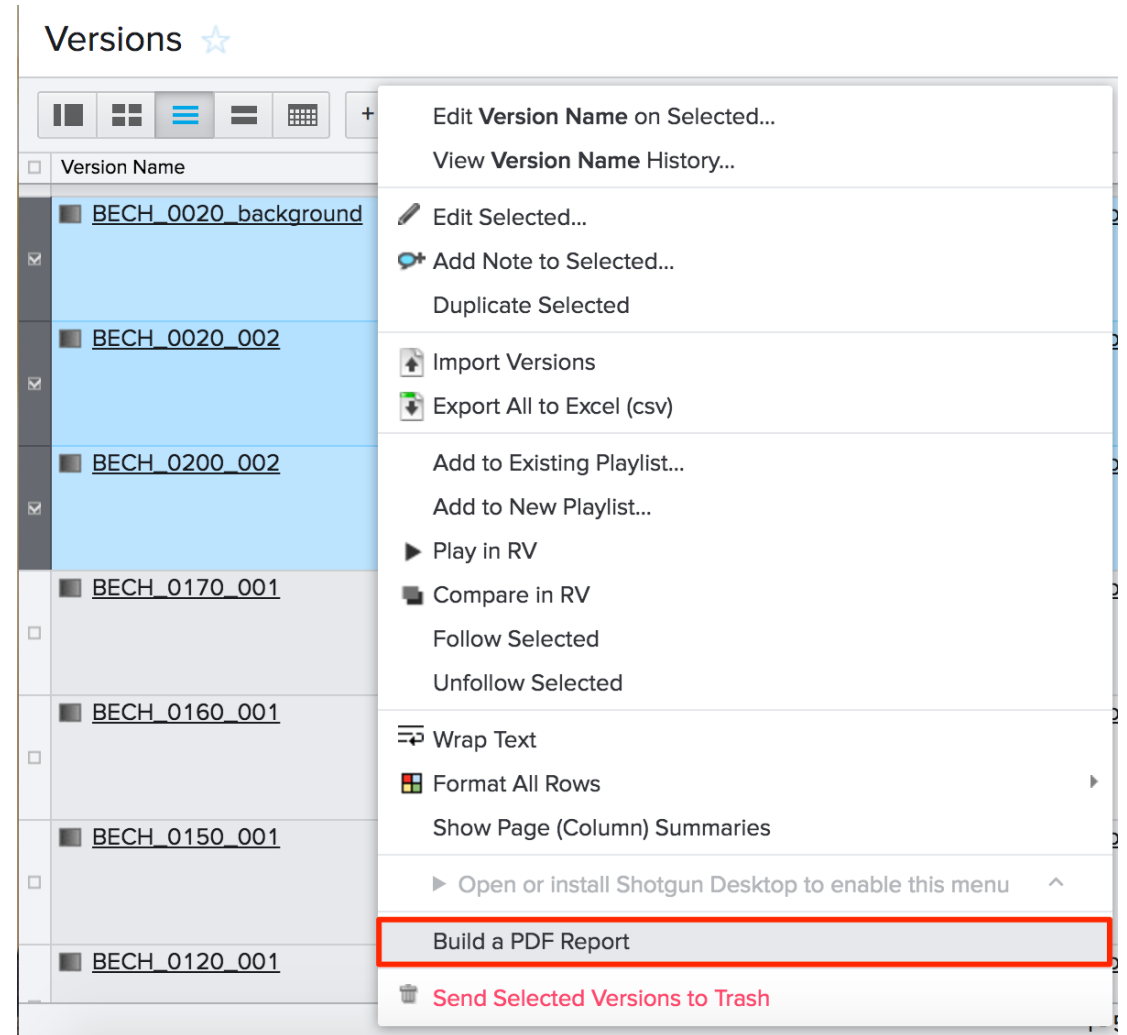 Versions
+
Version Name
BECH_0020_background
BECH_0020_002
BECH_0200_002
BECH_0170_001
BECH_0160_001
BECH_0150_001
BECH_0120_001
Edit Version Name on Selected...
View Version Name History...
Edit Selected...
Add Note to Selected...
Duplicate Selected
Import Versions
Export All to Excel (csv)
Add to Existing Playlist...
Add to New Playlist...
Play in RV
Compare in RV
Follow Selected
Unfollow Selected
Wrap Text
Format All Rows
Show Page (Column) Summaries
Open or install Shotgun Desktop to enable this menu
Build a PDF Report
Send Selected Versions to Trash